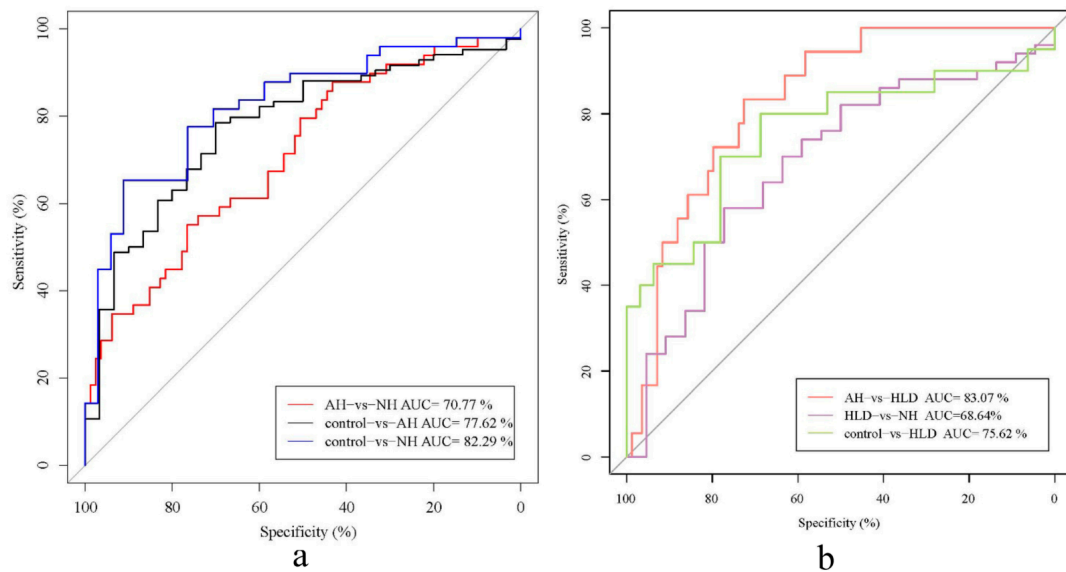 100
80
60
40
20
0
Sensitivity (%)
AH-vs-NH AUC= 70.77 %
control-vs-AH AUC= 77.62 %
control-vs-NH AUC= 82.29 %
100 80 60 40 20 0
Specificity (%)
a
100
80
60
40
20
0
Sensitivity (%)
AH-vs-HLD AUC= 83.07 %
HLD-vs-NH AUC=68.64%
control-vs-HLD AUC= 75.62 %
100 80 60 40 20 0
Specificity (%)
b